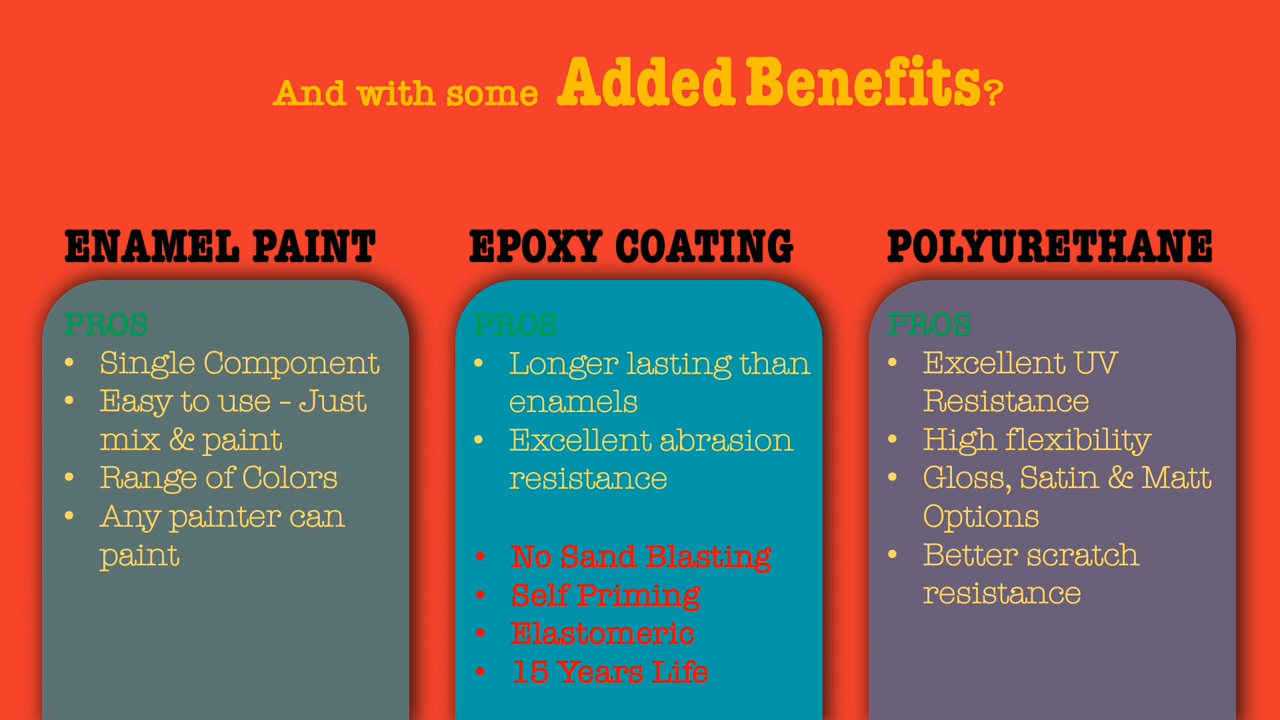 And with some Added Benefits?
ENAMEL PAINT
PROS
• Single Component
• Easy to use - Just
mix & paint
• Range of Colors
• Any painter can
paint
EPOXY COATING
PROS
• Longer lasting than
enamels
• Excellent abrasion
resistance
• No Sand Blasting
• Self Priming
• Elastomeric
• 15 Years Life
POLYURETHANE
PROS
• Excellent UV
Resistance
• High flexibility
• Gloss, Satin & Matt
Options
• Better scratch
resistance